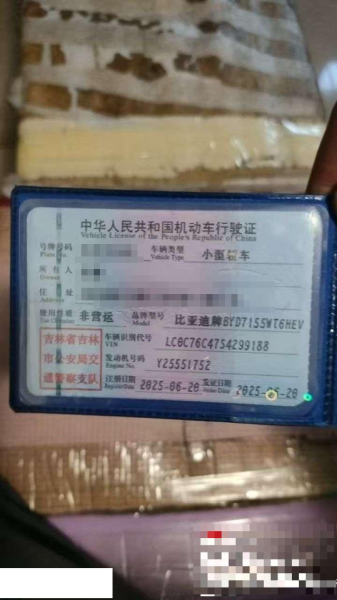 中华人民共和国机动车行驶证
Vehicle License of the People's Republic of China
号牌号码 车辆类型 小型轿车
Vehicle Type
所有人
Owner
住址
Address
使用性质 非营运 品牌型号 比亚迪牌BYD7155WT6HEV
Use Character Model
吉林省吉林市公安局交通警察支队
车辆识别代号 LC0C76C4754299188
VIN
发动机号码 Y25551752
Engine No.
注册日期 2025-06-20 发证日期 2025-06-20
Register Date Issue Date